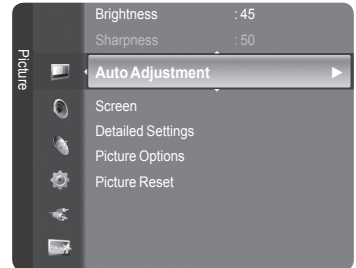 Picture
Brightness : 45
Sharpness : 50
Auto Adjustment
Screen
Detailed Settings
Picture Options
Picture Reset